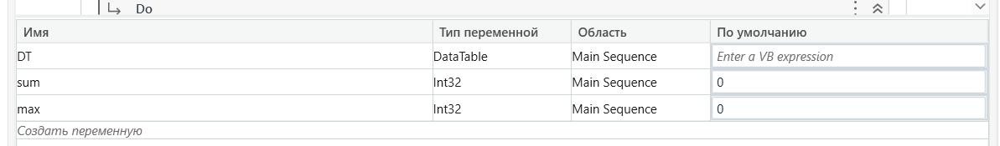 Do
Имя Тип переменной Область По умолчанию
DT DataTable Main Sequence Enter a VB expression
sum Int32 Main Sequence 0
max Int32 Main Sequence 0
Создать переменную